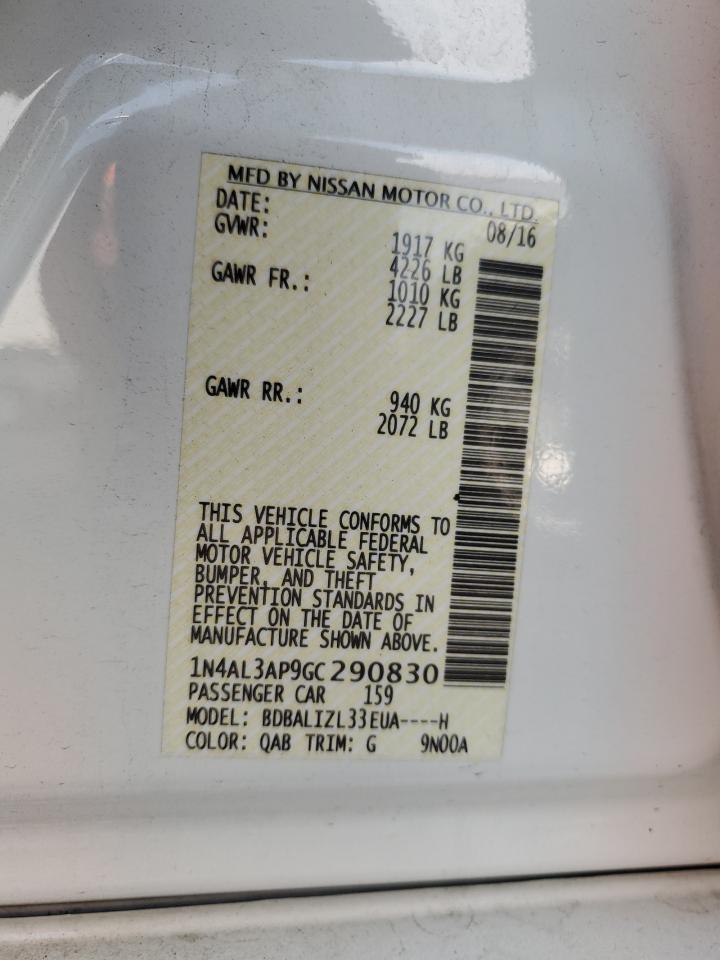 MFD BY NISSAN MOTOR CO., LTD.
DATE: 08/16
GVWR: 1917 KG
4226 LB
GAWR FR.: 1010 KG
2227 LB
GAWR RR.: 940 KG
2072 LB
THIS VEHICLE CONFORMS TO
ALL APPLICABLE FEDERAL
MOTOR VEHICLE SAFETY,
BUMPER, AND THEFT
PREVENTION STANDARDS IN
EFFECT ON THE DATE OF
MANUFACTURE SHOWN ABOVE.
1N4AL3AP9GC290830
PASSENGER CAR 159
MODEL: BDBALIZL33EUA----H
COLOR: QAB TRIM: G 9N00A